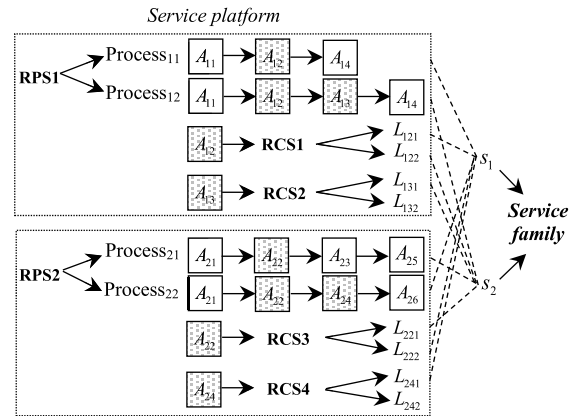 Service platform
RPS1
Process11 A11 A12 A14
Process12 A11 A12 A13 A14
A12 RCS1 L121
L122
A13 RCS2 L131
L132
s1
Service
family
s2
RPS2
Process21 A21 A22 A23 A25
Process22 A21 A22 A24 A26
A22 RCS3 L221
L222
A24 RCS4 L241
L242